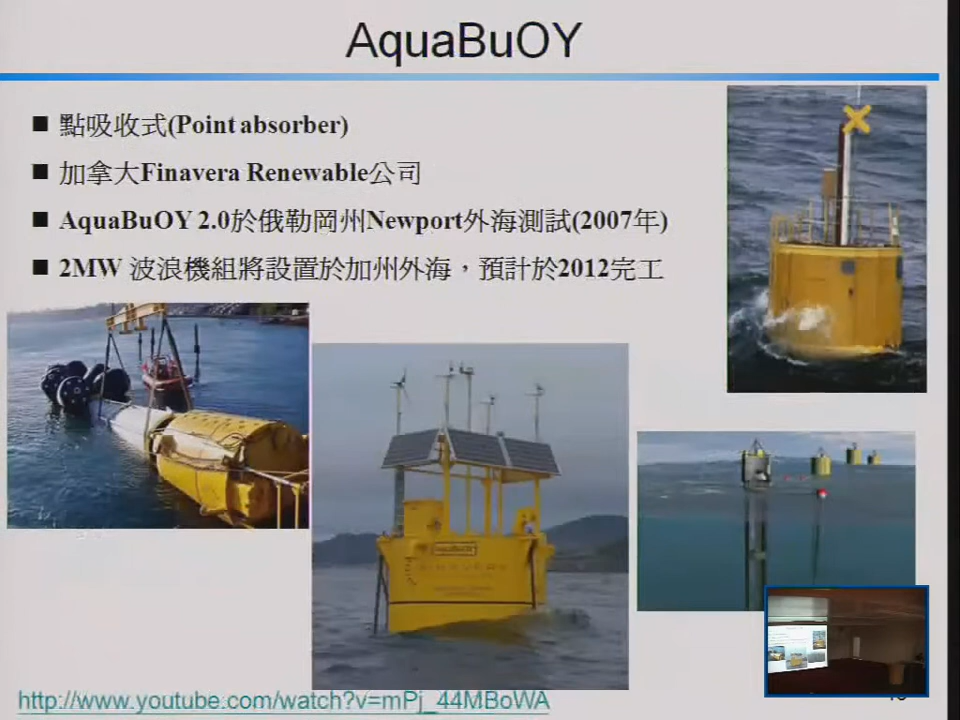 AquaBuOY
點吸收式(Point absorber)
加拿大Finavera Renewable公司
AquaBuOY 2.0於俄勒岡州Newport外海測試(2007年)
2MW 波浪機組將設置於加州外海，預計於2012完工
AquaBuOY
http://www.youtube.com/watch?v=mPj_44MBoWA